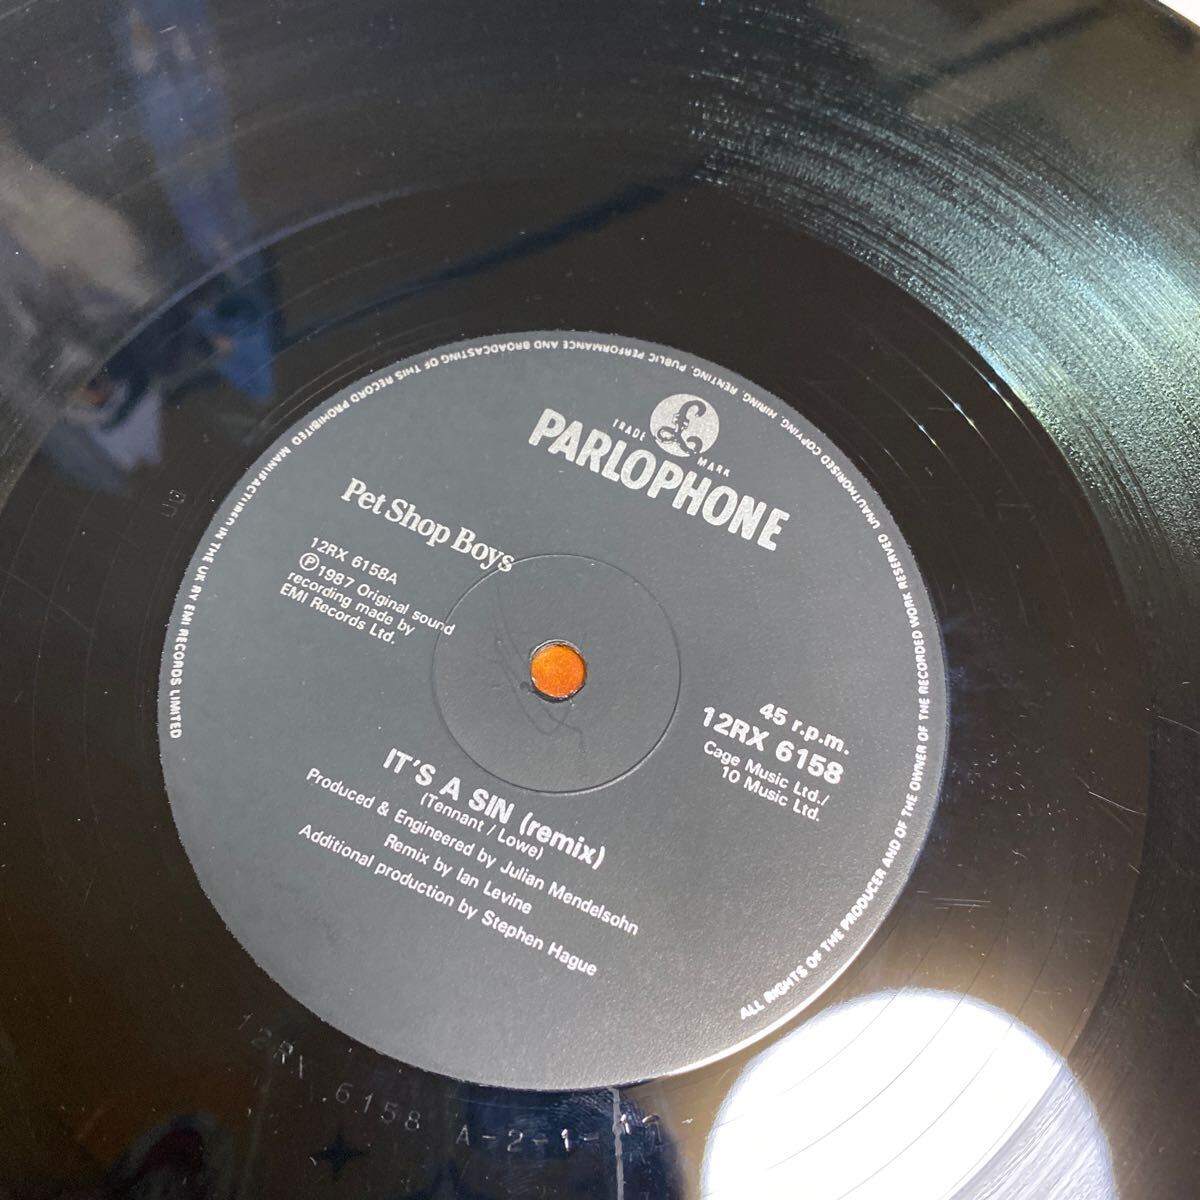 TRADE MARK
PARLOPHONE
Pet Shop Boys
12RX 6158A
Ⓟ1987 Original sound
recording made by
EMI Records Ltd.
45 r.p.m.
12RX 6158
Cage Music Ltd./
10 Music Ltd.
IT'S A SIN (remix)
(Tennant / Lowe)
Produced & Engineered by Julian Mendelsohn
Remix by Ian Levine
Additional production by Stephen Hague
ALL RIGHTS OF THE PRODUCER AND OF THE OWNER OF THE RECORDED WORK RESERVED UNAUTHORISED COPYING, HIRING, RENTING, PUBLIC PERFORMANCE AND BROADCASTING OF THIS RECORD PROHIBITED MANUFACTURED IN THE UK BY EMI RECORDS LIMITED
12RX 6158 A-2-1-1